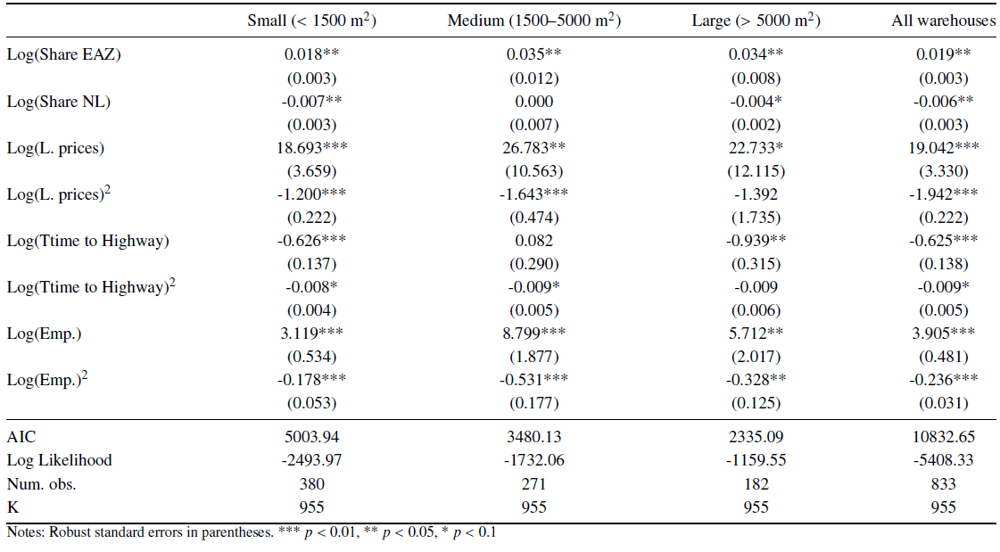 Small (< 1500 m²) Medium (1500–5000 m²) Large (> 5000 m²) All warehouses
Log(Share EAZ) 0.018** 0.035** 0.034** 0.019**
(0.003) (0.012) (0.008) (0.003)
Log(Share NL) -0.007** 0.000 -0.004* -0.006**
(0.003) (0.007) (0.002) (0.003)
Log(L. prices) 18.693*** 26.783** 22.733* 19.042***
(3.659) (10.563) (12.115) (3.330)
Log(L. prices)² -1.200*** -1.643*** -1.392 -1.942***
(0.222) (0.474) (1.735) (0.222)
Log(Ttime to Highway) -0.626*** 0.082 -0.939** -0.625***
(0.137) (0.290) (0.315) (0.138)
Log(Ttime to Highway)² -0.008* -0.009* -0.009 -0.009*
(0.004) (0.005) (0.006) (0.005)
Log(Emp.) 3.119*** 8.799*** 5.712** 3.905***
(0.534) (1.877) (2.017) (0.481)
Log(Emp.)² -0.178*** -0.531*** -0.328** -0.236***
(0.053) (0.177) (0.125) (0.031)
AIC 5003.94 3480.13 2335.09 10832.65
Log Likelihood -2493.97 -1732.06 -1159.55 -5408.33
Num. obs. 380 271 182 833
K 955 955 955 955
Notes: Robust standard errors in parentheses. *** p < 0.01, ** p < 0.05, * p < 0.1